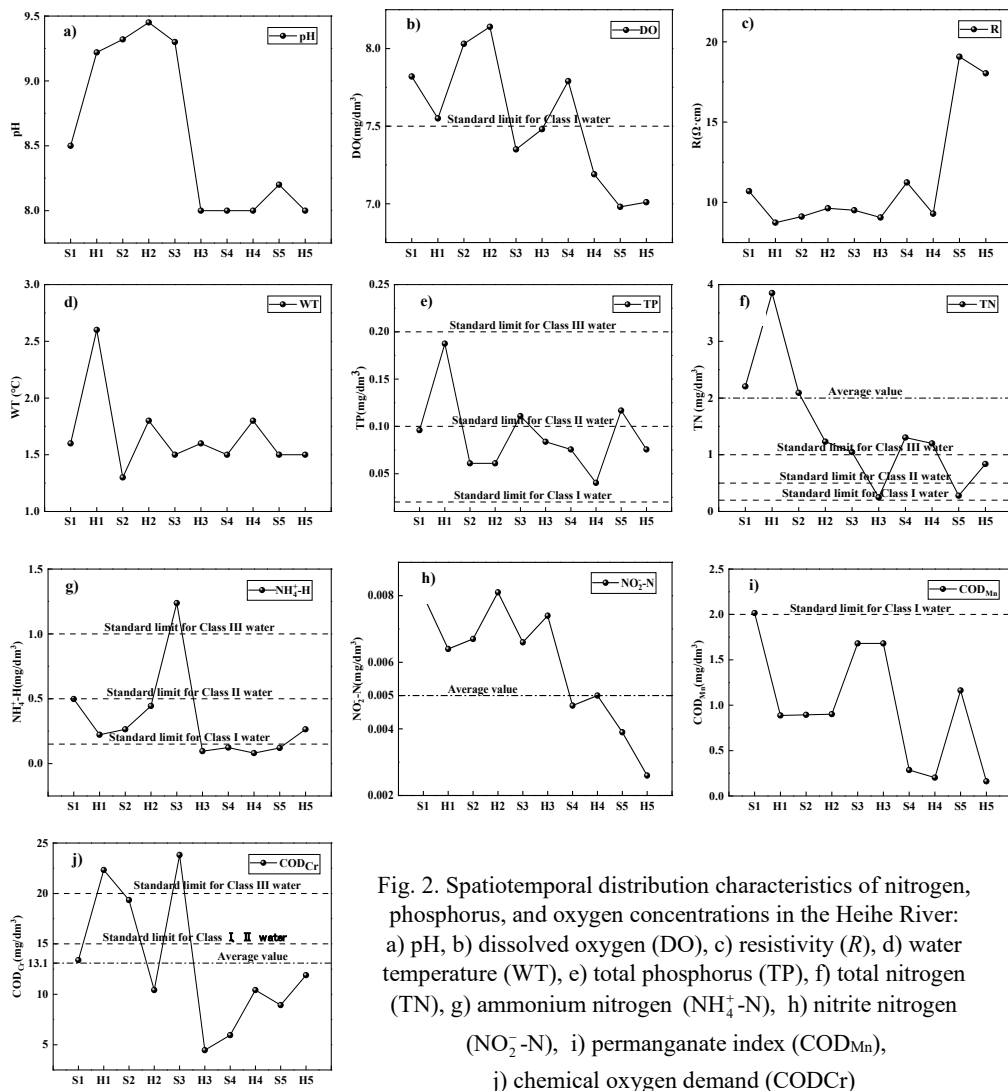 a)
pH
9.5
9.0
8.5
8.0
pH
S1 H1 S2 H2 S3 H3 S4 H4 S5 H5
b)
DO
8.0
7.5
7.0
DO(mg/dm³)
Standard limit for Class I water
S1 H1 S2 H2 S3 H3 S4 H4 S5 H5
c)
R
20
15
10
R(Ω·cm)
S1 H1 S2 H2 S3 H3 S4 H4 S5 H5
d)
WT
3.0
2.5
2.0
1.5
1.0
WT (°C)
S1 H1 S2 H2 S3 H3 S4 H4 S5 H5
e)
TP
0.25
0.20
0.15
0.10
0.05
TP(mg/dm³)
Standard limit for Class III water
Standard limit for Class II water
Standard limit for Class I water
S1 H1 S2 H2 S3 H3 S4 H4 S5 H5
f)
TN
4
3
2
1
0
TN (mg/dm³)
Average value
Standard limit for Class III water
Standard limit for Class II water
Standard limit for Class I water
S1 H1 S2 H2 S3 H3 S4 H4 S5 H5
g)
NH₄⁺-H
1.5
1.0
0.5
0.0
NH₄⁺-H(mg/dm³)
Standard limit for Class III water
Standard limit for Class II water
Standard limit for Class I water
S1 H1 S2 H2 S3 H3 S4 H4 S5 H5
h)
NO₂⁻-N
0.008
0.006
0.005
0.004
0.002
NO₂-N(mg/dm³)
Average value
S1 H1 S2 H2 S3 H3 S4 H4 S5 H5
i)
COD_Mn
2.5
2.0
1.5
1.0
0.5
0.0
COD_Mn(mg/dm³)
Standard limit for Class I water
S1 H1 S2 H2 S3 H3 S4 H4 S5 H5
j)
COD_Cr
25
20
15
13.1
10
5
COD_Cr(mg/dm³)
Standard limit for Class III water
Standard limit for Class Ⅰ, Ⅱ water
Average value
S1 H1 S2 H2 S3 H3 S4 H4 S5 H5
Fig. 2. Spatiotemporal distribution characteristics of nitrogen,
phosphorus, and oxygen concentrations in the Heihe River:
a) pH, b) dissolved oxygen (DO), c) resistivity (R), d) water
temperature (WT), e) total phosphorus (TP), f) total nitrogen
(TN), g) ammonium nitrogen (NH₄⁺-N), h) nitrite nitrogen
(NO₂⁻-N), i) permanganate index (CODMn),
j) chemical oxygen demand (CODCr)